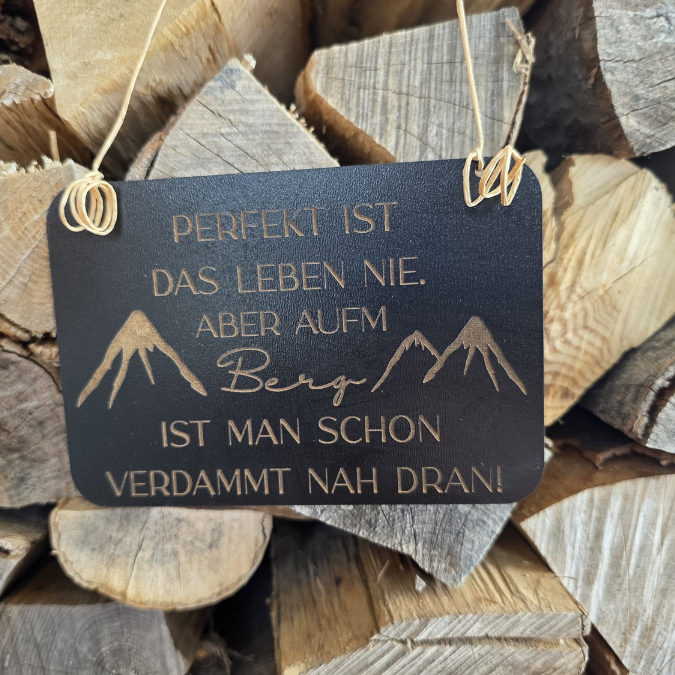 PERFEKT IST
DAS LEBEN NIE.
ABER AUFM
Berg
IST MAN SCHON
VERDAMMT NAH DRAN!